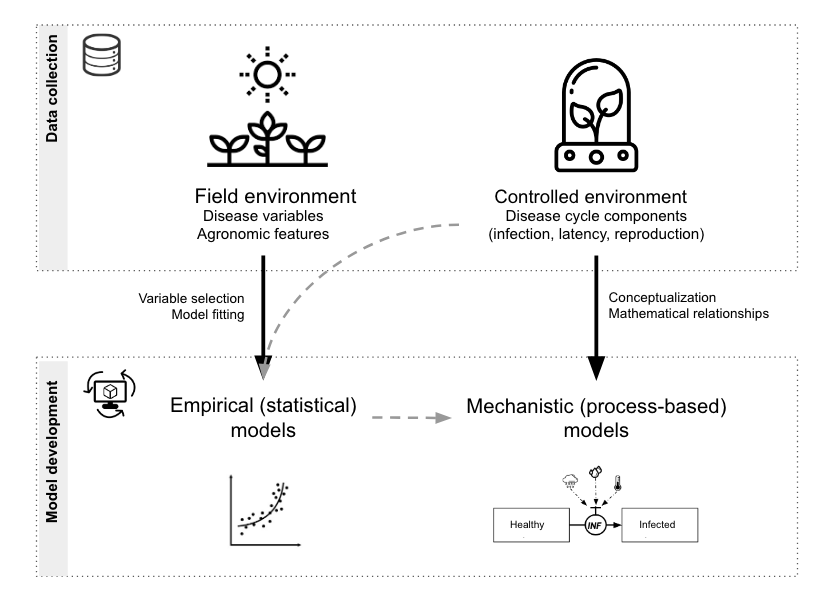 Data collection
Field environment
Disease variables
Agronomic features
Controlled environment
Disease cycle components
(infection, latency, reproduction)
Variable selection
Model fitting
Conceptualization
Mathematical relationships
Model development
Empirical (statistical)
models
Mechanistic (process-based)
models
Healthy
INF
Infected